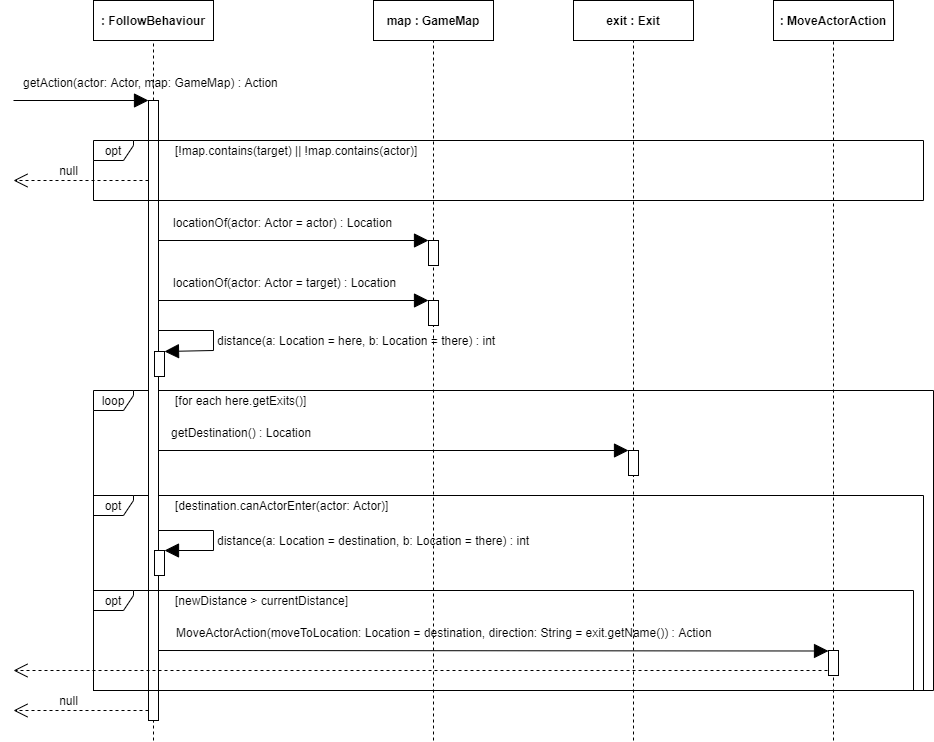 : FollowBehaviour
map : GameMap
exit : Exit
: MoveActorAction
getAction(actor: Actor, map: GameMap) : Action
opt
[!map.contains(target) || !map.contains(actor)]
null
locationOf(actor: Actor = actor) : Location
locationOf(actor: Actor = target) : Location
distance(a: Location = here, b: Location = there) : int
loop
[for each here.getExits()]
getDestination() : Location
opt
[destination.canActorEnter(actor: Actor)]
distance(a: Location = destination, b: Location = there) : int
opt
[newDistance > currentDistance]
MoveActorAction(moveToLocation: Location = destination, direction: String = exit.getName()) : Action
null